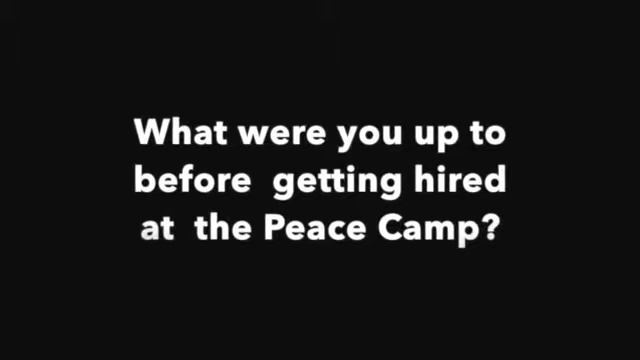 What were you up to
before getting hired
at the Peace Camp?